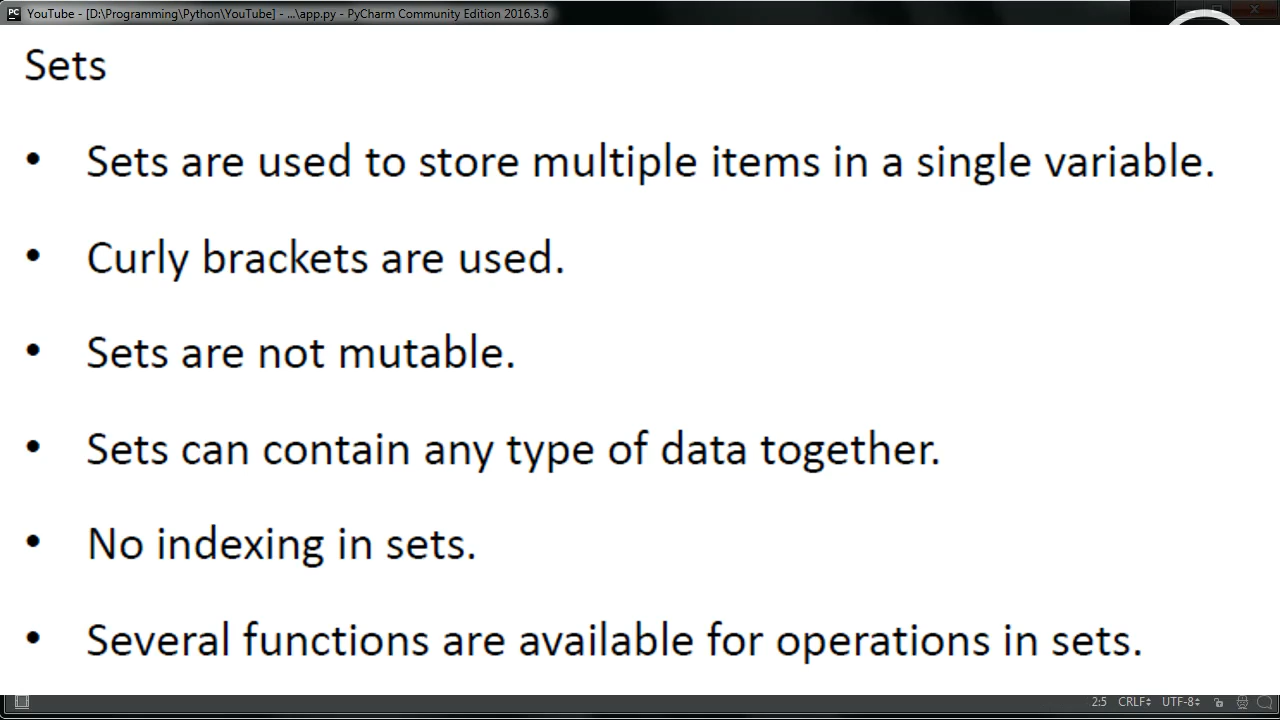 YouTube - [D:\Programming\Python\YouTube] - ...\app.py - PyCharm Community Edition 2016.3.6
Sets
• Sets are used to store multiple items in a single variable.
• Curly brackets are used.
• Sets are not mutable.
• Sets can contain any type of data together.
• No indexing in sets.
• Several functions are available for operations in sets.
2:5 CRLF UTF-8